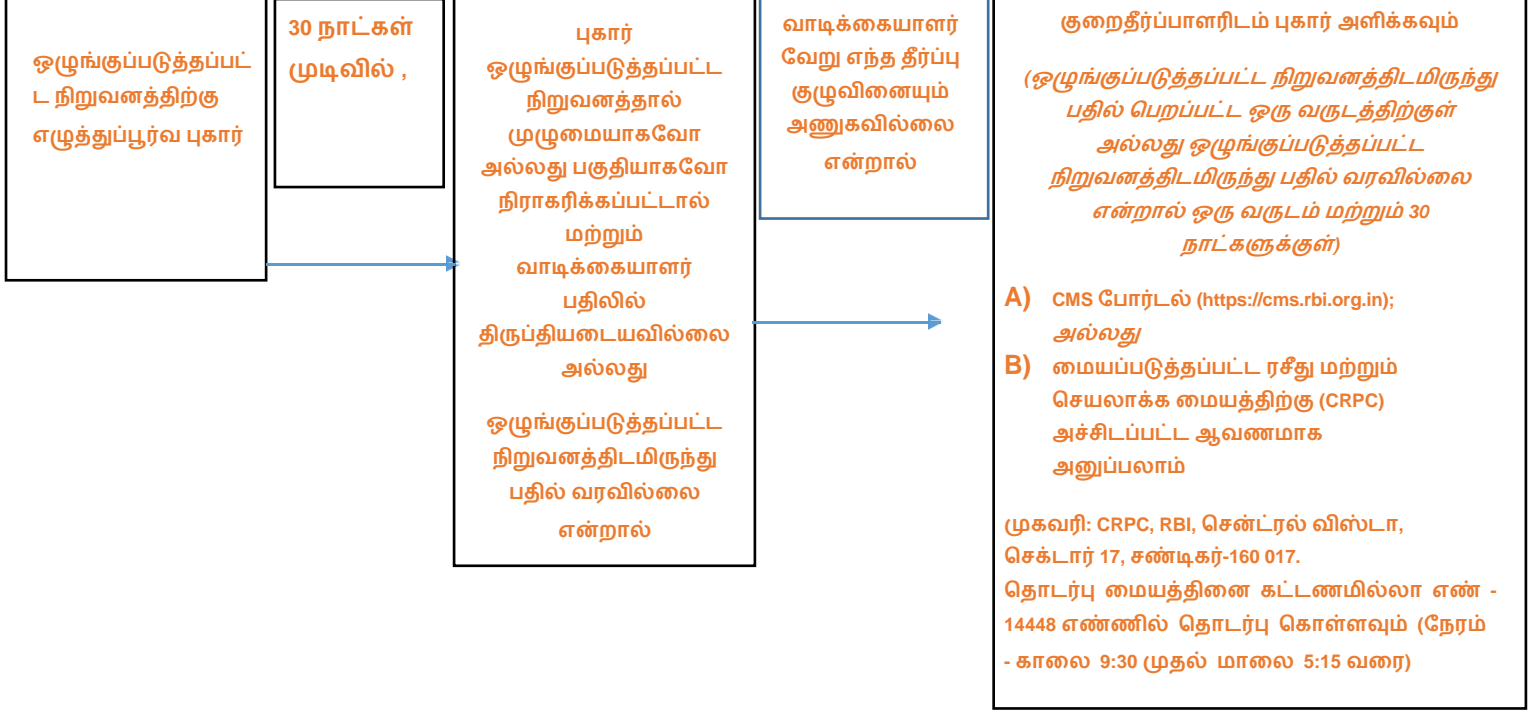 ஒழுங்குபடுத்தப்பட்
ட நிறுவனத்திற்கு
எழுத்துப்பூர்வ புகார்
30 நாட்கள்
முடிவில் ,
புகார்
ஒழுங்குபடுத்தப்பட்ட
நிறுவனத்தால்
முழுமையாகவோ
அல்லது பகுதியாகவோ
நிராகரிக்கப்பட்டால்
மற்றும்
வாடிக்கையாளர்
பதிலில்
திருப்தியடையவில்லை
அல்லது
ஒழுங்குபடுத்தப்பட்ட
நிறுவனத்திடமிருந்து
பதில் வரவில்லை
என்றால்
வாடிக்கையாளர்
வேறு எந்த தீர்ப்பு
குழுவினையும்
அணுகவில்லை
என்றால்
குறைதீர்ப்பாளரிடம் புகார் அளிக்கவும்
(ஒழுங்குபடுத்தப்பட்ட நிறுவனத்திடமிருந்து
பதில் பெறப்பட்ட ஒரு வருடத்திற்குள்
அல்லது ஒழுங்குபடுத்தப்பட்ட
நிறுவனத்திடமிருந்து பதில் வரவில்லை
என்றால் ஒரு வருடம் மற்றும் 30
நாட்களுக்குள்)
A) CMS போர்டல் (https://cms.rbi.org.in);
அல்லது
B) மையப்படுத்தப்பட்ட ரசீது மற்றும்
செயலாக்க மையத்திற்கு (CRPC)
அச்சிடப்பட்ட ஆவணமாக
அனுப்பலாம்
முகவரி: CRPC, RBI, சென்ட்ரல் விஸ்டா,
செக்டார் 17, சண்டிகர்-160 017.
தொடர்பு மையத்தினை கட்டணமில்லா எண் -
14448 எண்ணில் தொடர்பு கொள்ளவும் (நேரம்
- காலை 9:30 முதல் மாலை 5:15 வரை)